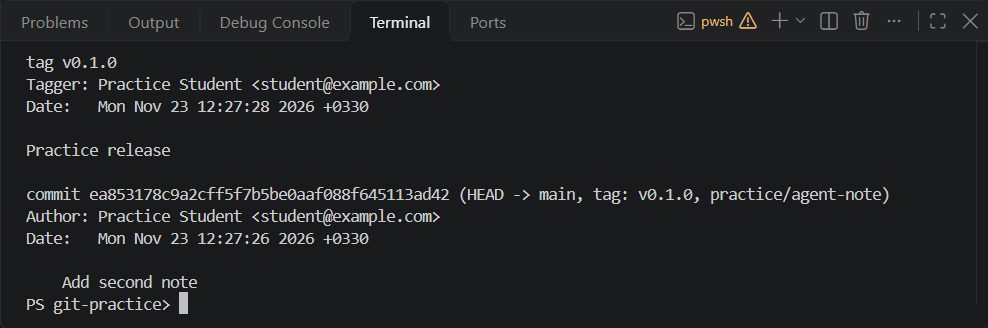 Problems Output Debug Console Terminal Ports pwsh
tag v0.1.0
Tagger: Practice Student <student@example.com>
Date:   Mon Nov 23 12:27:28 2026 +0330
Practice release
commit ea853178c9a2cff5f7b5be0aaf088f645113ad42 (HEAD -> main, tag: v0.1.0, practice/agent-note)
Author: Practice Student <student@example.com>
Date:   Mon Nov 23 12:27:26 2026 +0330
    Add second note
PS git-practice>